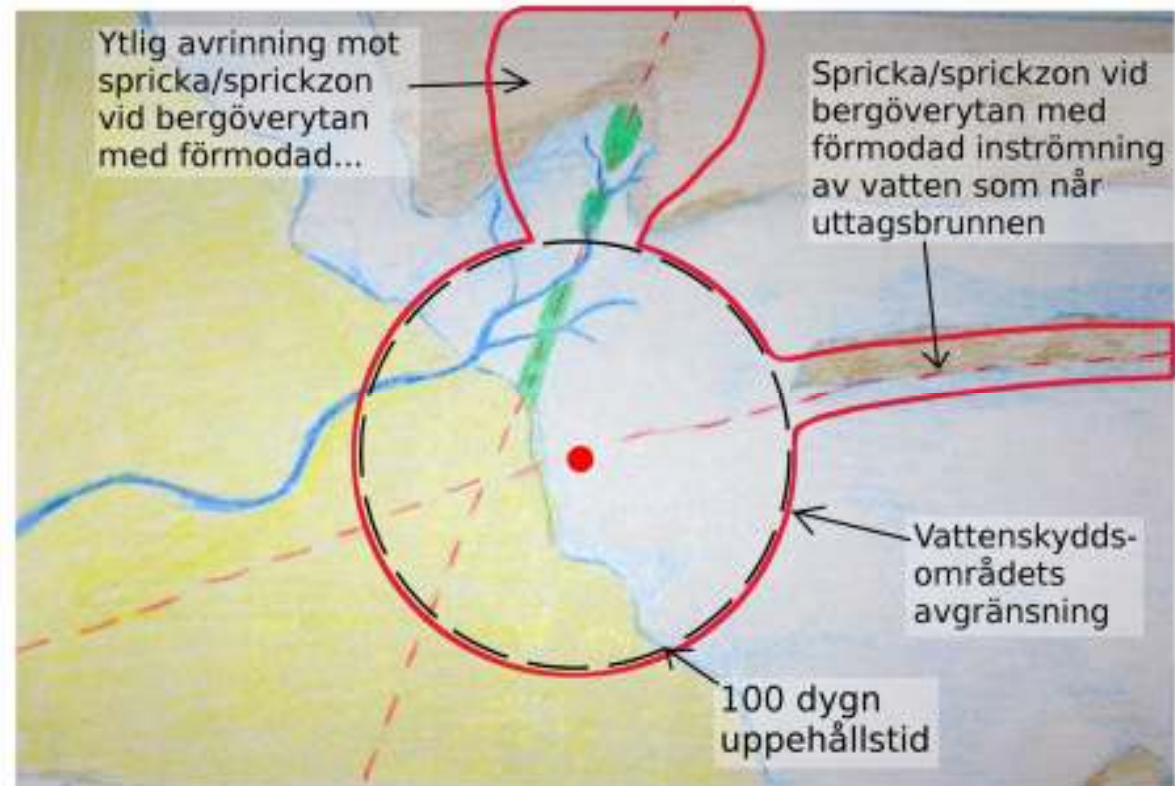 Ytlig avrinning mot
spricka/sprickzon
vid bergöverytan
med förmodad...
Spricka/sprickzon vid
bergöverytan med
förmodad inströmning
av vatten som når
uttagsbrunnen
Vattenskydds-
områdets
avgränsning
100 dygn
uppehållstid